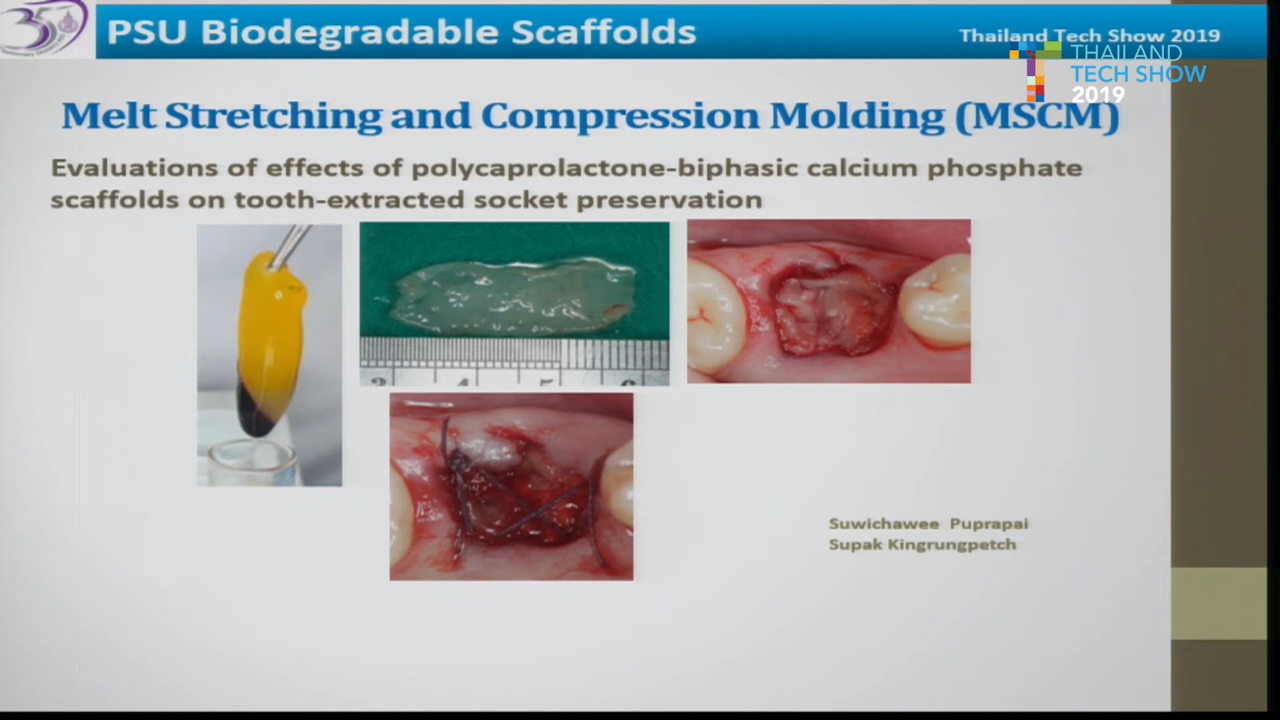 35
PSU Biodegradable Scaffolds
Thailand Tech Show 2019
THAILAND
TECH SHOW
2019
Melt Stretching and Compression Molding (MSCM)
Evaluations of effects of polycaprolactone-biphasic calcium phosphate
scaffolds on tooth-extracted socket preservation
Suwichawee Puprapai
Supak Kingrungpetch